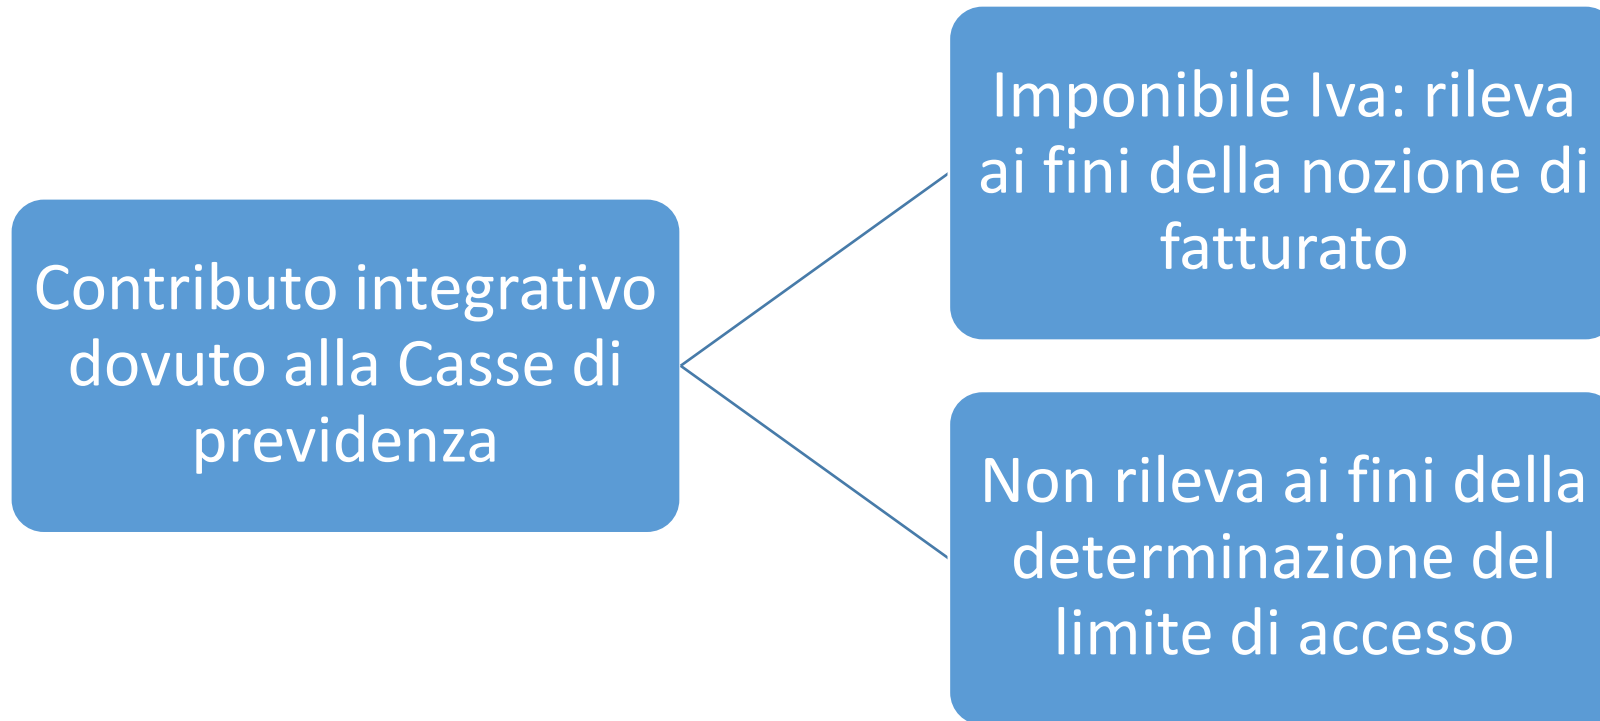 Contributo integrativo
dovuto alla Casse di
previdenza
Imponibile Iva: rileva
ai fini della nozione di
fatturato
Non rileva ai fini della
determinazione del
limite di accesso